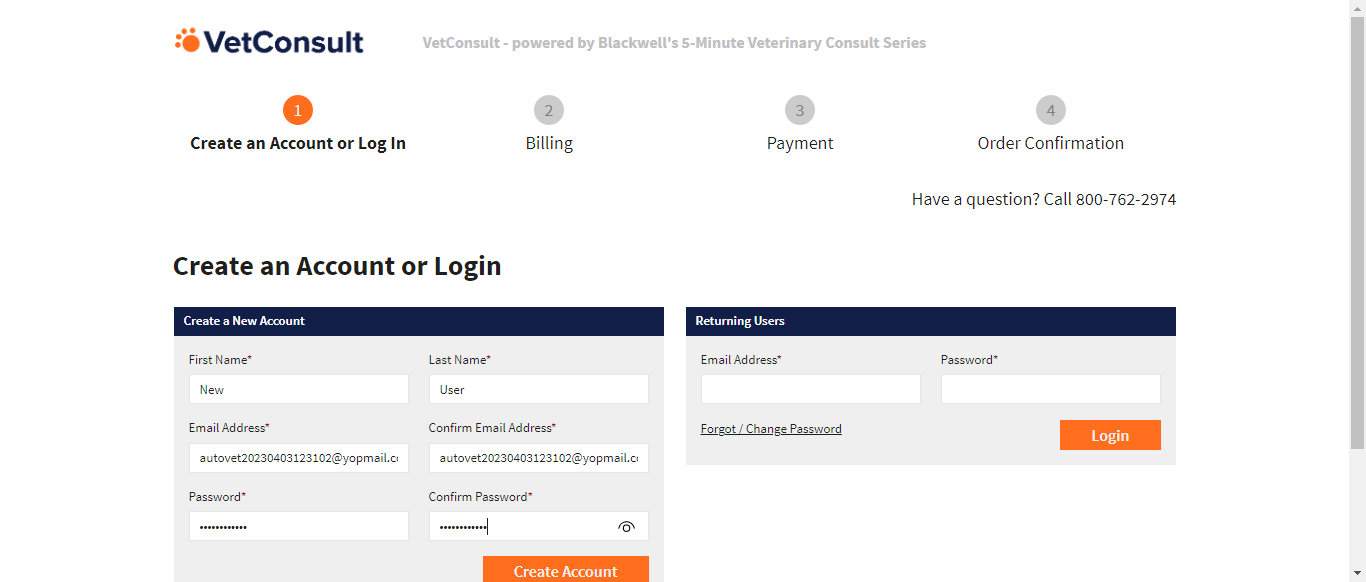 VetConsult
VetConsult - powered by Blackwell's 5-Minute Veterinary Consult Series
1 2 3 4
Create an Account or Log In Billing Payment Order Confirmation
Have a question? Call 800-762-2974
Create an Account or Login
Create a New Account
First Name* Last Name*
New User
Email Address* Confirm Email Address*
autovet20230403123102@yopmail.co autovet20230403123102@yopmail.co
Password* Confirm Password*
•••••••••••• ••••••••••••
Create Account
Returning Users
Email Address* Password*
Forgot / Change Password
Login